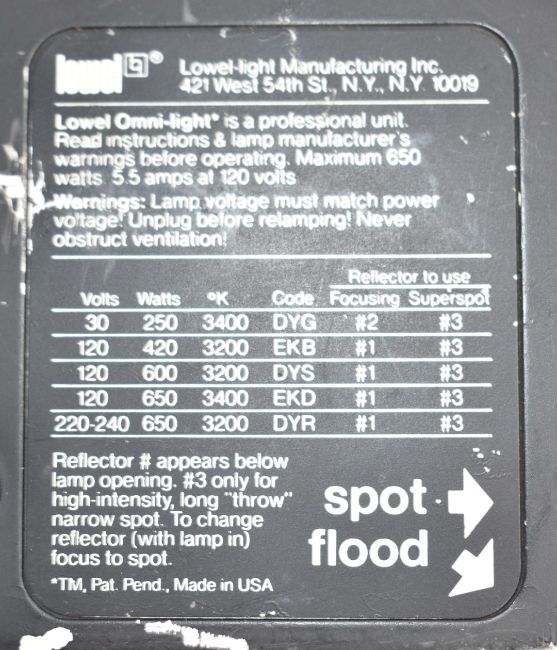 lowel® Lowel-light Manufacturing Inc.
421 West 54th St., N.Y., N.Y. 10019
Lowel Omni-light* is a professional unit.
Read instructions & lamp manufacturer's
warnings before operating. Maximum 650
watts 5.5 amps at 120 volts
Warnings: Lamp voltage must match power
voltage! Unplug before relamping! Never
obstruct ventilation!
Reflector to use
Volts Watts °K Code Focusing Superspot
30 250 3400 DYG #2 #3
120 420 3200 EKB #1 #3
120 600 3200 DYS #1 #3
120 650 3400 EKD #1 #3
220-240 650 3200 DYR #1 #3
Reflector # appears below
lamp opening. #3 only for
high-intensity, long "throw"
narrow spot. To change
reflector (with lamp in)
focus to spot.
*TM, Pat. Pend., Made in USA
spot
flood